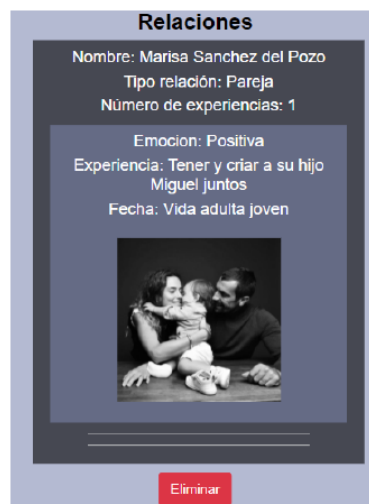 Relaciones
Nombre: Marisa Sanchez del Pozo
Tipo relación: Pareja
Número de experiencias: 1
Emocion: Positiva
Experiencia: Tener y criar a su hijo
Miguel juntos
Fecha: Vida adulta joven
Eliminar